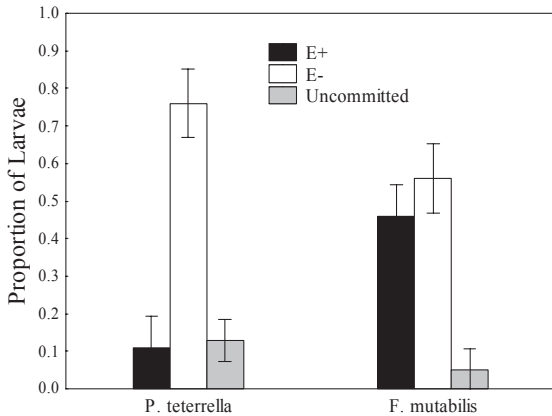 1.0
0.9
0.8
0.7
0.6
0.5
0.4
0.3
0.2
0.1
0.0
Proportion of Larvae
E+
E-
Uncommitted
P. teterrella
F. mutabilis